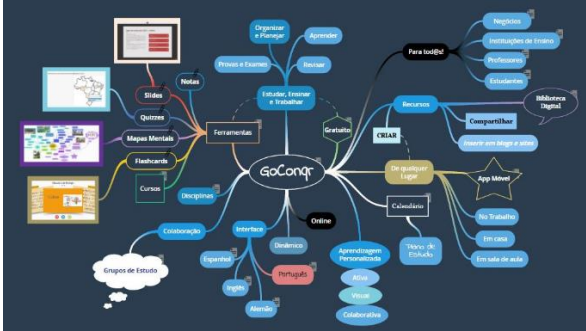 Organizar
e Planejar
Aprender
Provas e Exames
Recrear
Estudar, Ensinar
e Trabalhar
Para tod@s!
Negócios
Instituições de Ensino
Professores
Estudantes
Recursos
Biblioteca
Digital
Compartilhar
Inserir em blogs e sites
CRIAR
Gratuito
De qualquer
Lugar
App Móvel
No Trabalho
Em casa
Em sala de aula
Notas
Slides
Quizzes
Mapas Mentais
Flashcards
Cursos
Ferramentas
GoConqr
Disciplinas
Calendário
Plano de
Estudo
Colaboração
Grupos de Estudo
Interface
Online
Dinâmico
Espanhol
Português
Inglês
Alemão
Aprendizagem
Personalizada
Ativa
Visual
Colaborativa